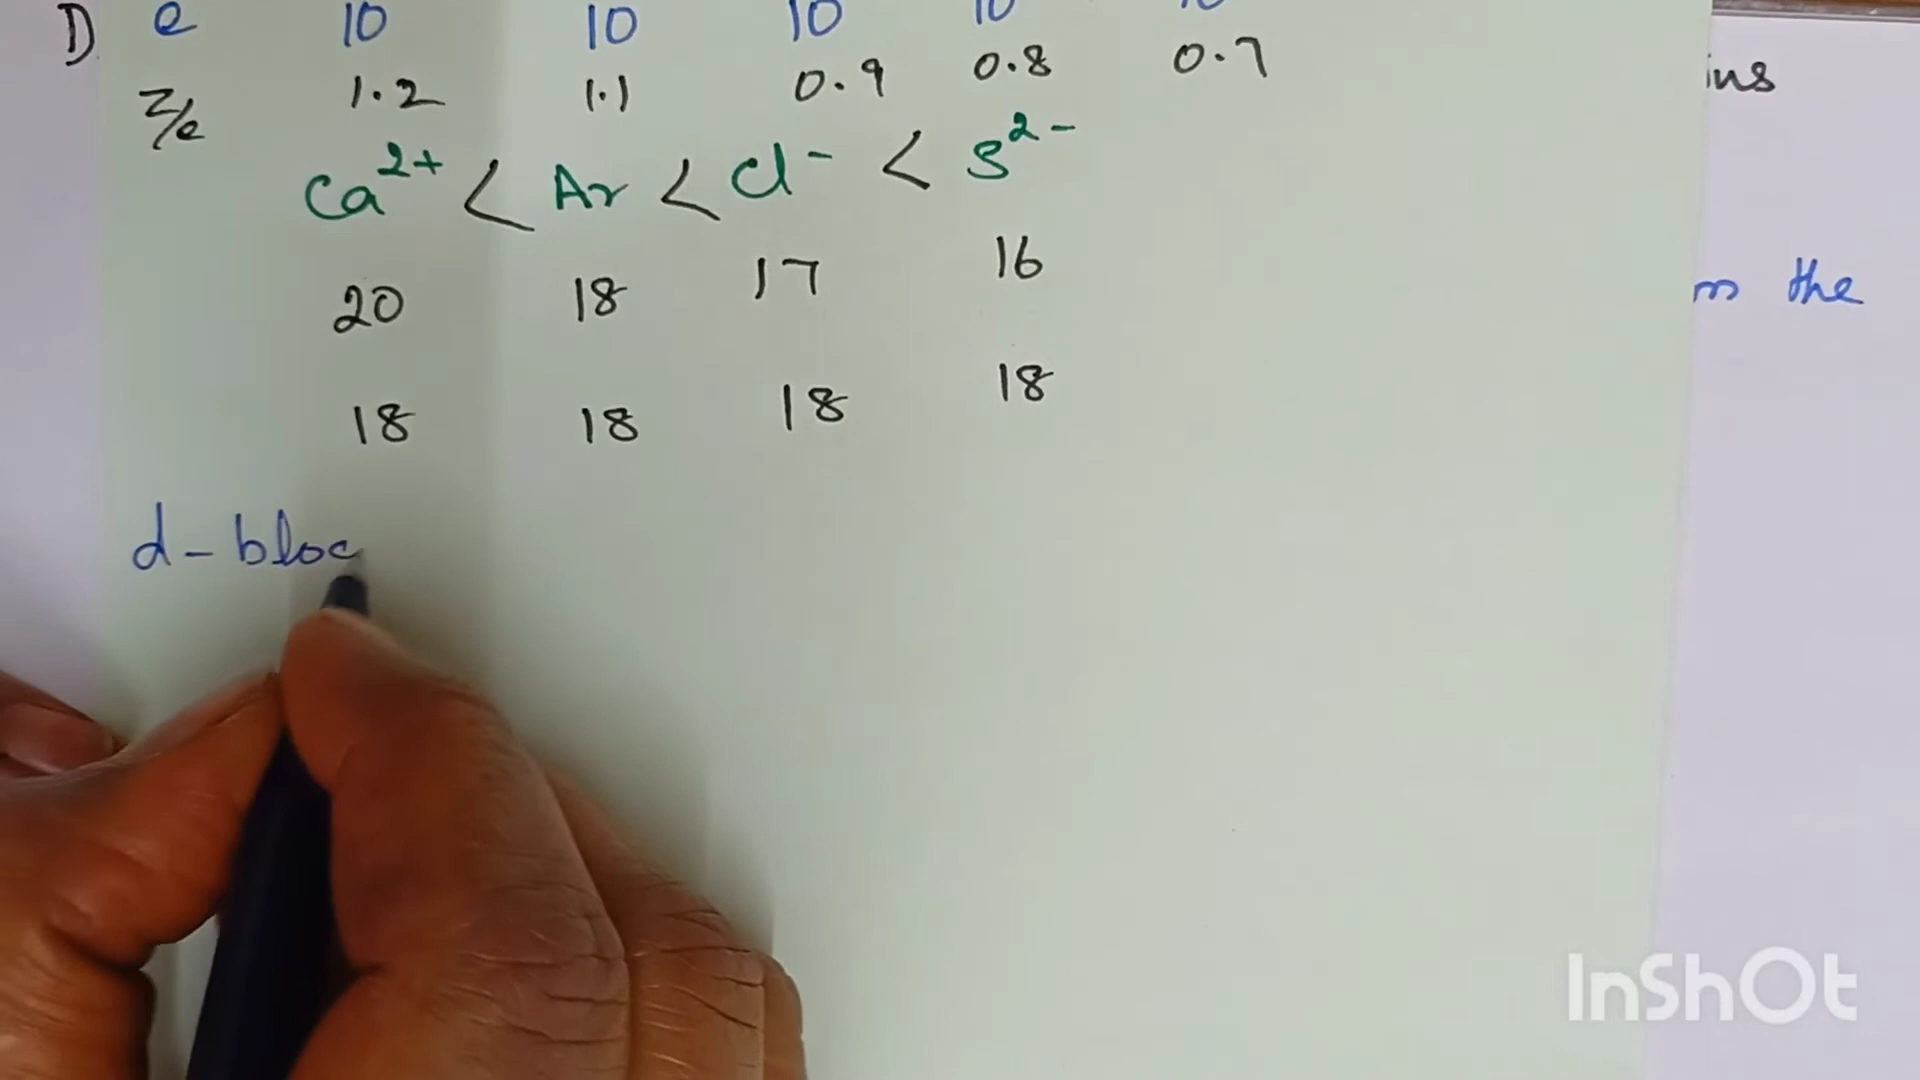 D e 10 10 10 10 10
Z/e 1.2 1.1 0.9 0.8 0.7
ins
Ca²⁺ < Ar < Cl⁻ < S²⁻
20 18 17 16
the
18 18 18 18
d-bloc
InShOt